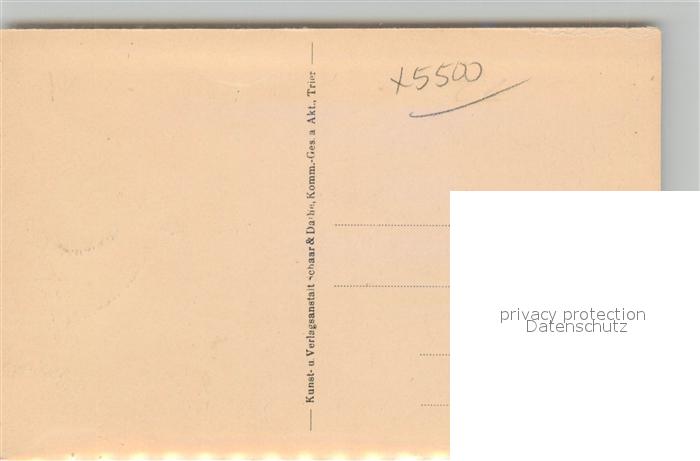 x5500
Kunst- u. Verlagsanstalt Schaar & Dathe, Komm.-Ges. a. Akt., Trier
privacy protection
Datenschutz